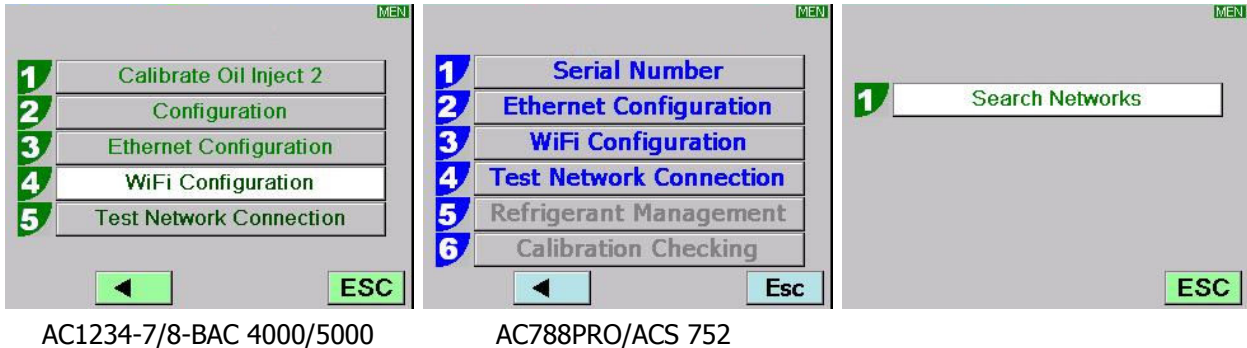 MEN
1 Calibrate Oil Inject 2
2 Configuration
3 Ethernet Configuration
4 WiFi Configuration
5 Test Network Connection
ESC
MEN
1 Serial Number
2 Ethernet Configuration
3 WiFi Configuration
4 Test Network Connection
5 Refrigerant Management
6 Calibration Checking
Esc
MEN
1 Search Networks
ESC
AC1234-7/8-BAC 4000/5000
AC788PRO/ACS 752